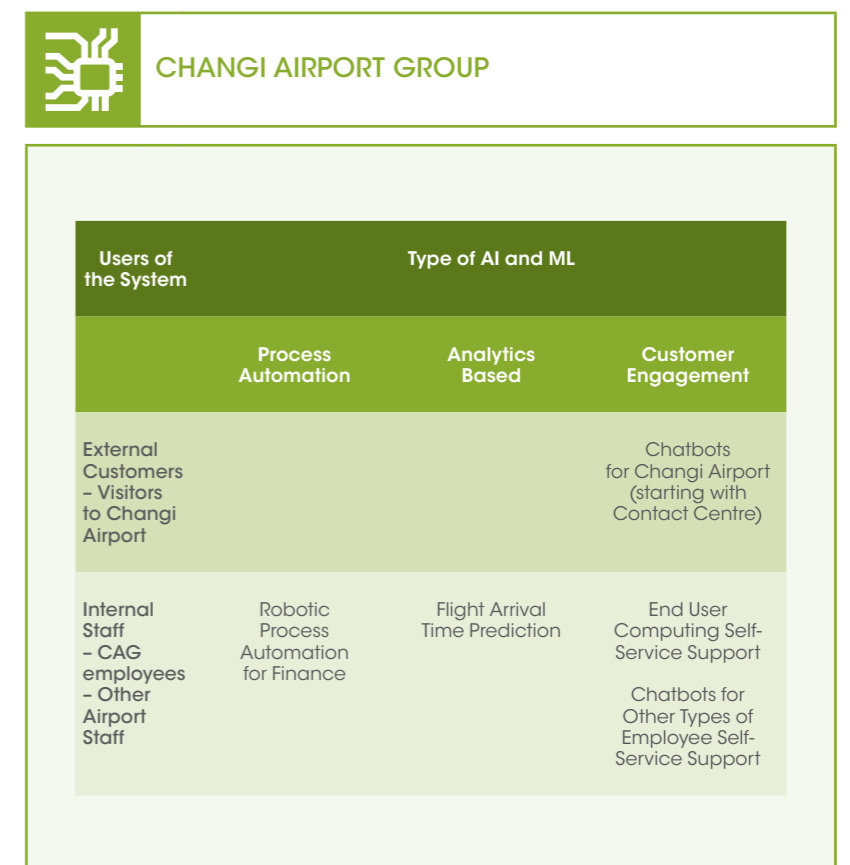 CHANGI AIRPORT GROUP
Users of
the System
Type of AI and ML
Process
Automation
Analytics
Based
Customer
Engagement
External
Customers
– Visitors
to Changi
Airport
Chatbots
for Changi Airport
(starting with
Contact Centre)
Internal
Staff
– CAG
employees
– Other
Airport
Staff
Robotic
Process
Automation
for Finance
Flight Arrival
Time Prediction
End User
Computing Self-
Service Support
Chatbots for
Other Types of
Employee Self-
Service Support